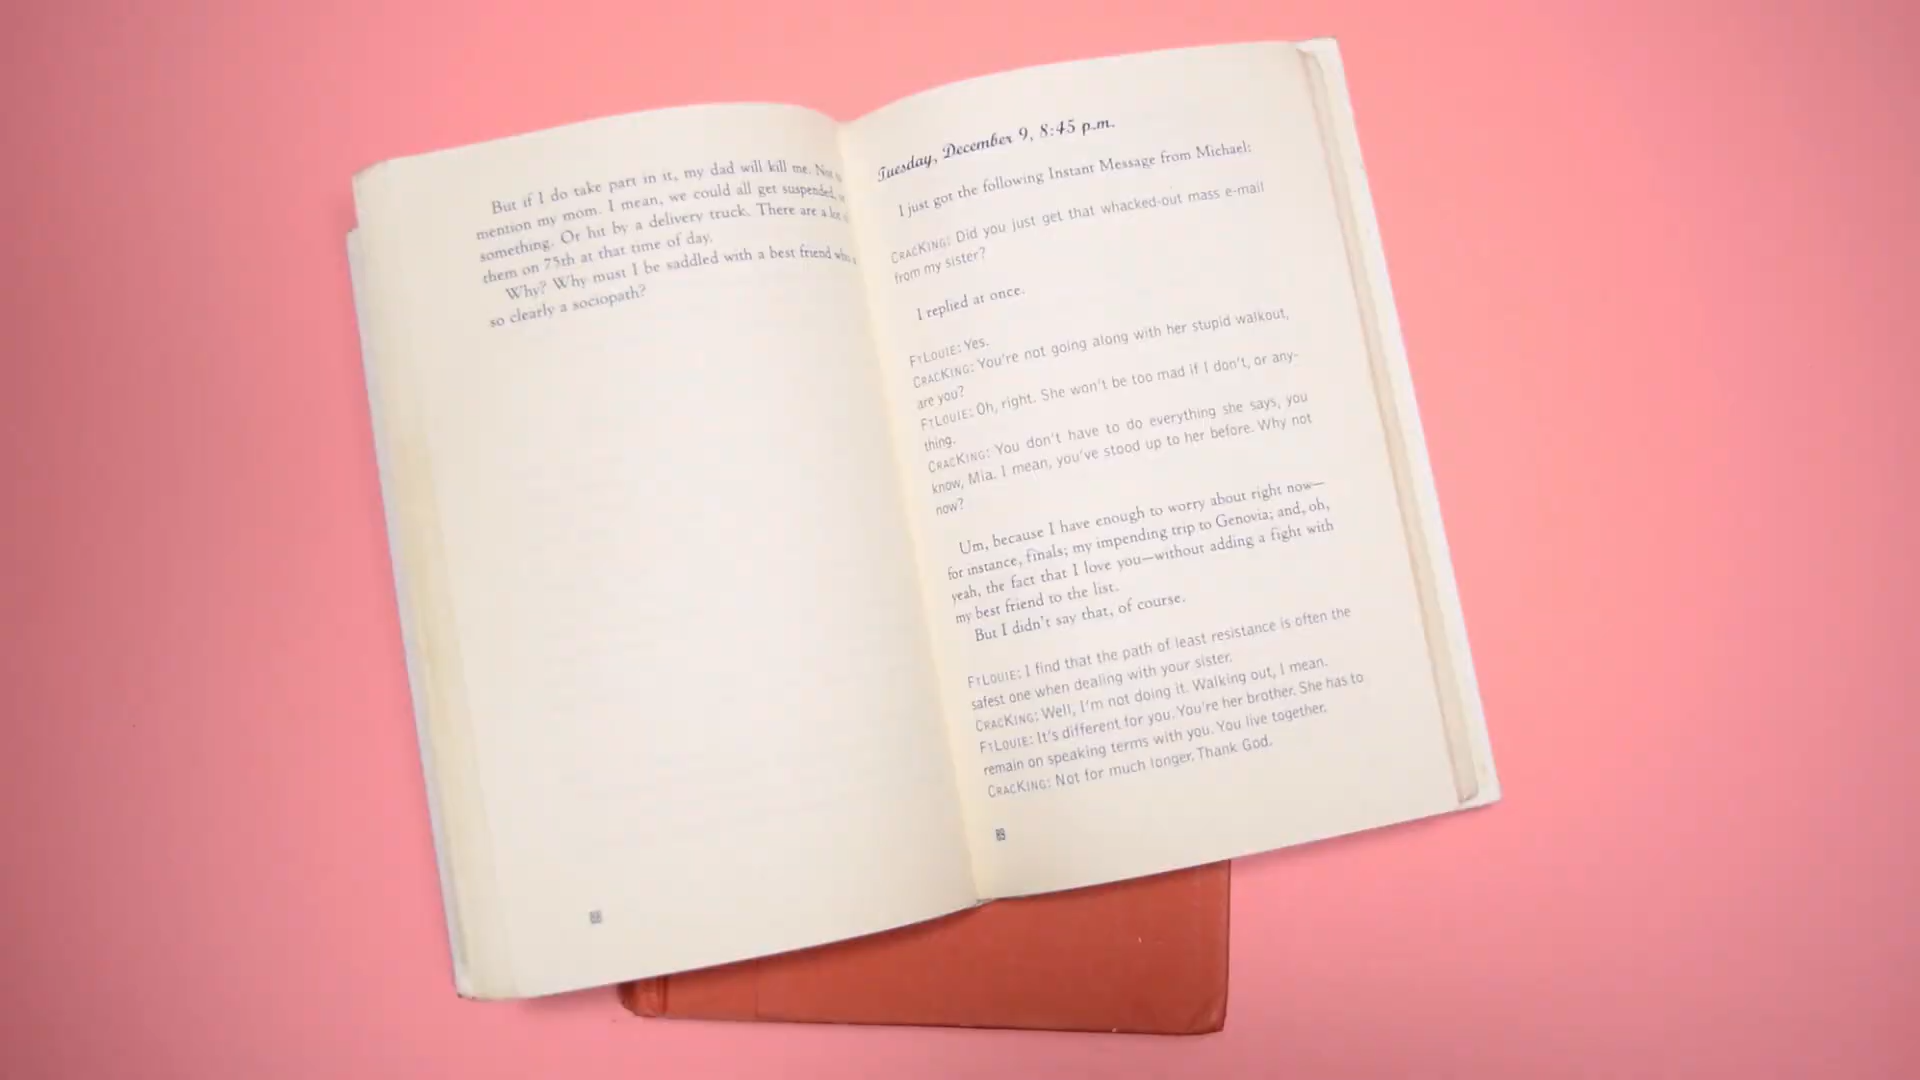 But if I do take part in it, my dad will kill me. Not
mention my mom. I mean, we could all get suspended,
something. Or hit by a delivery truck. There are a lot
them on 75th at that time of day.
Why? Why must I be saddled with a best friend who
so clearly a sociopath?
88
Tuesday, December 9, 8:45 p.m.
I just got the following Instant Message from Michael:
CRACKING: Did you just get that whacked-out mass e-mail
from my sister?
I replied at once.
FTLOUIE: Yes.
CRACKING: You're not going along with her stupid walkout,
are you?
FTLOUIE: Oh, right. She won't be too mad if I don't, or any-
thing.
CRACKING: You don't have to do everything she says, you
know, Mia. I mean, you've stood up to her before. Why not
now?
Um, because I have enough to worry about right now—
for instance, finals; my impending trip to Genovia; and, oh,
yeah, the fact that I love you—without adding a fight with
my best friend to the list.
But I didn't say that, of course.
FTLOUIE: I find that the path of least resistance is often the
safest one when dealing with your sister.
CRACKING: Well, I'm not doing it. Walking out, I mean.
FTLOUIE: It's different for you. You're her brother. She has to
remain on speaking terms with you. You live together.
CRACKING: Not for much longer. Thank God.
89